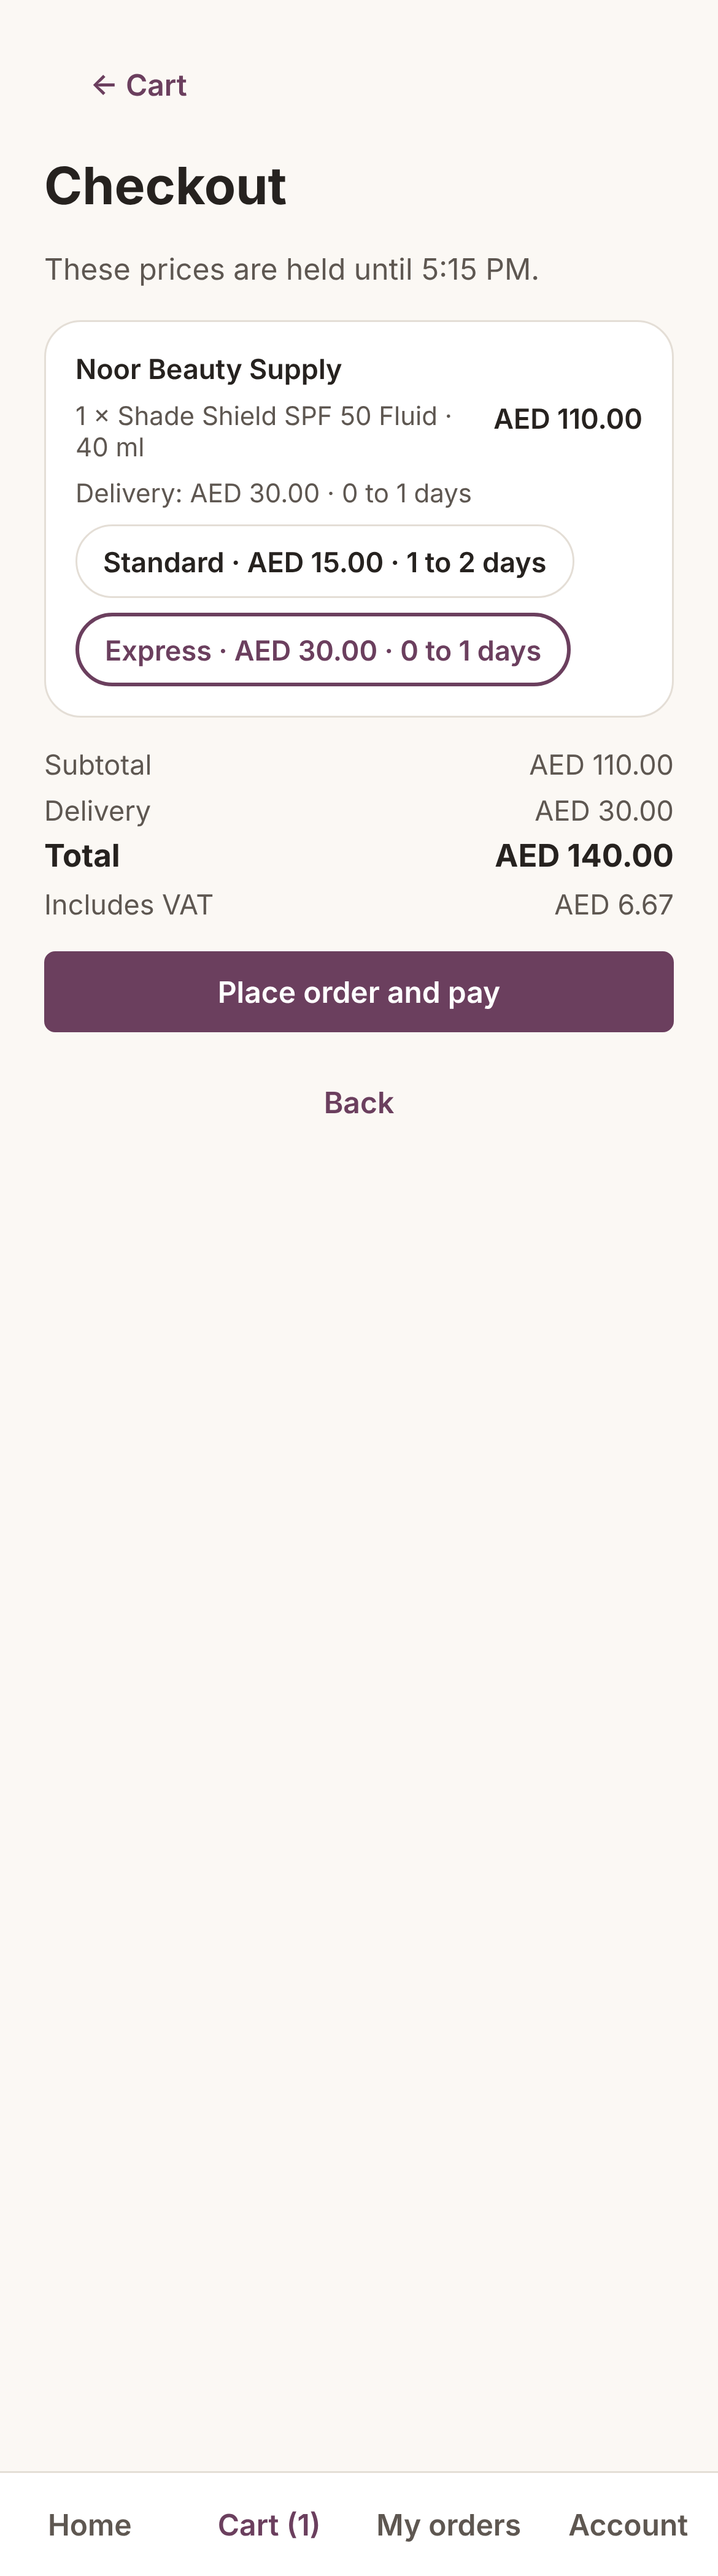 ← Cart
Checkout
These prices are held until 5:15 PM.
Noor Beauty Supply
1 × Shade Shield SPF 50 Fluid · AED 110.00
40 ml
Delivery: AED 30.00 · 0 to 1 days
Standard · AED 15.00 · 1 to 2 days
Express · AED 30.00 · 0 to 1 days
Subtotal AED 110.00
Delivery AED 30.00
Total AED 140.00
Includes VAT AED 6.67
Place order and pay
Back
Home Cart (1) My orders Account